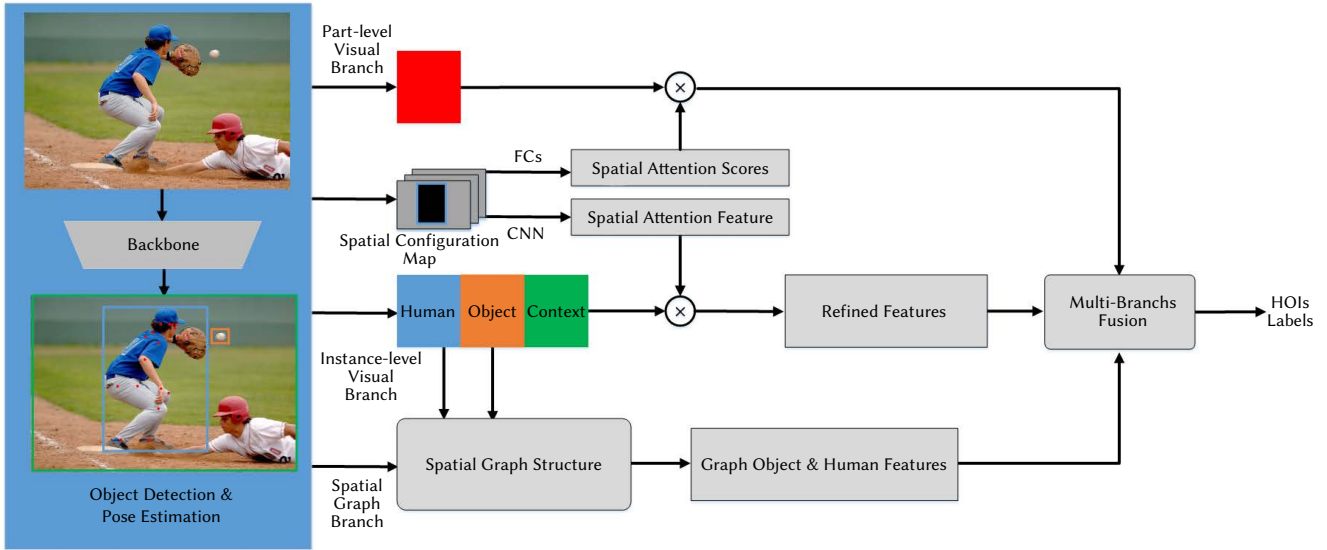 Part-level
Visual
Branch
FCs
Spatial Attention Scores
Spatial Attention Feature
CNN
Spatial Configuration
Map
Backbone
Human
Object
Context
Refined Features
Multi-Branchs
Fusion
HOIs
Labels
Instance-level
Visual
Branch
Spatial Graph Structure
Graph Object & Human Features
Spatial
Graph
Branch
Object Detection &
Pose Estimation